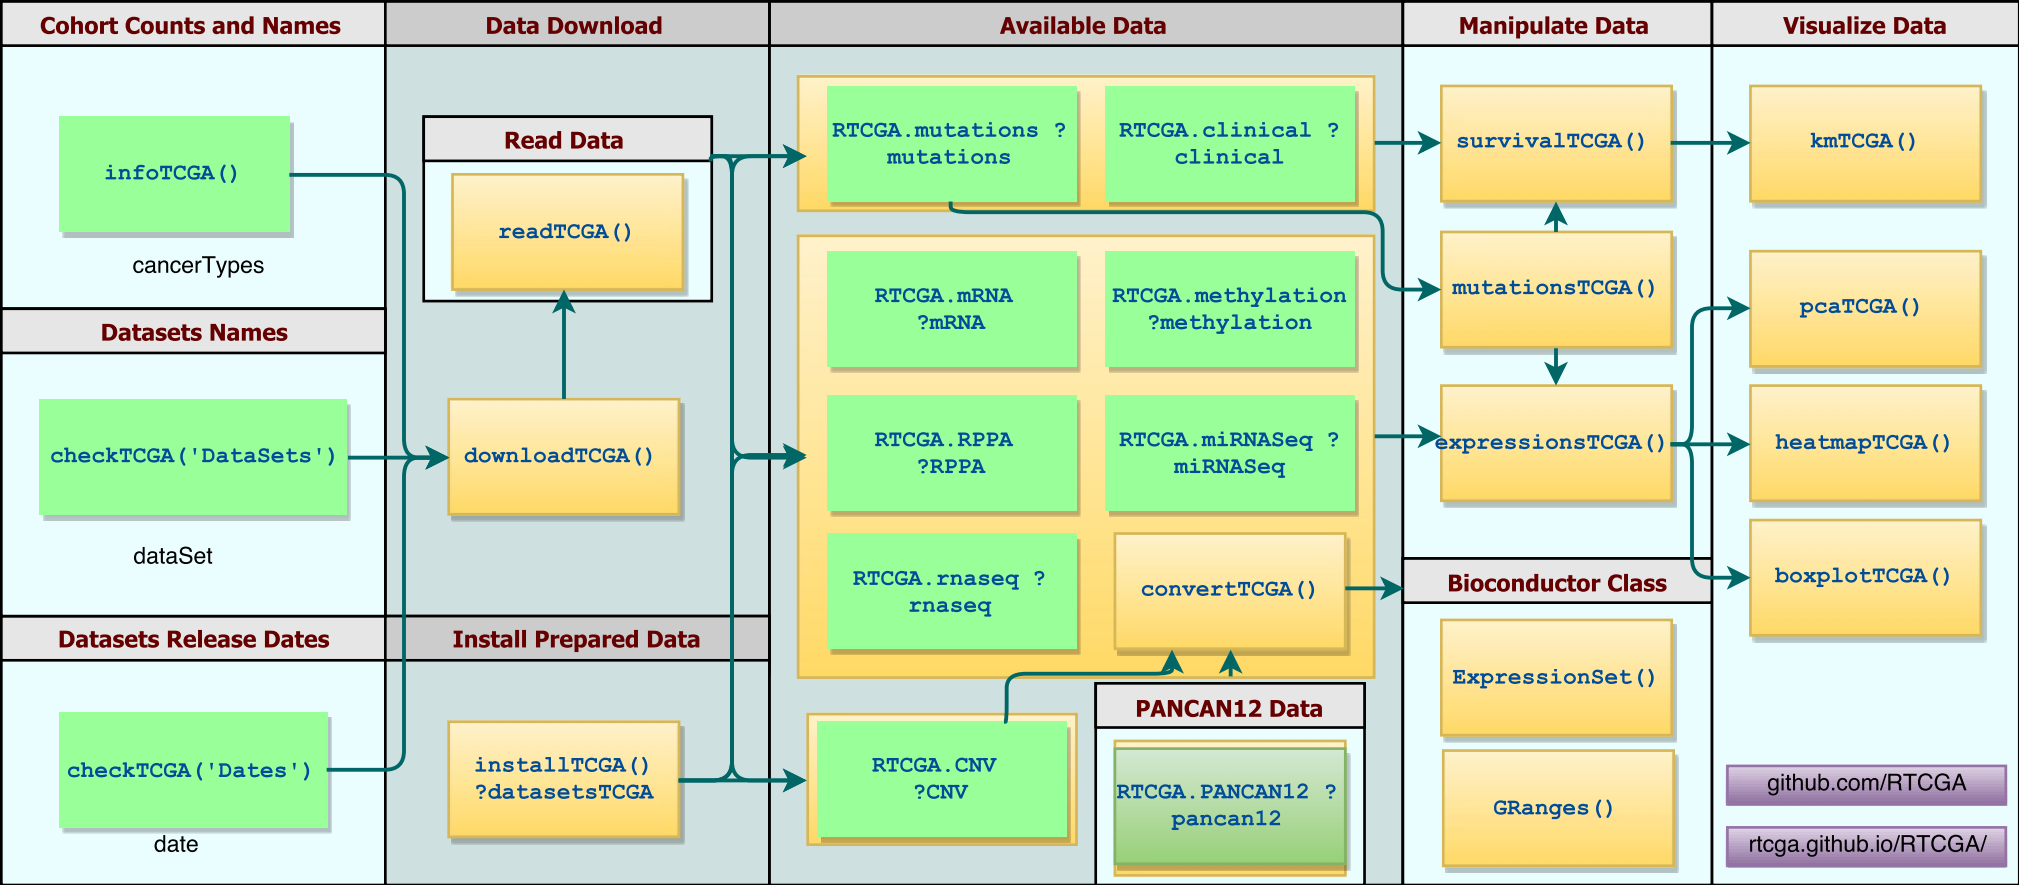 Cohort Counts and Names
infoTCGA()
cancerTypes
Datasets Names
checkTCGA('DataSets')
dataSet
Datasets Release Dates
checkTCGA('Dates')
date
Data Download
Read Data
readTCGA()
downloadTCGA()
Install Prepared Data
installTCGA()
?datasetsTCGA
Available Data
RTCGA.mutations ?
mutations
RTCGA.clinical ?
clinical
RTCGA.mRNA
?mRNA
RTCGA.methylation
?methylation
RTCGA.RPPA
?RPPA
RTCGA.miRNASeq ?
miRNASeq
RTCGA.rnaseq ?
rnaseq
convertTCGA()
RTCGA.CNV
?CNV
PANCAN12 Data
RTCGA.PANCAN12 ?
pancan12
Manipulate Data
survivalTCGA()
mutationsTCGA()
expressionsTCGA()
Bioconductor Class
ExpressionSet()
GRanges()
Visualize Data
kmTCGA()
pcaTCGA()
heatmapTCGA()
boxplotTCGA()
github.com/RTCGA
rtcga.github.io/RTCGA/